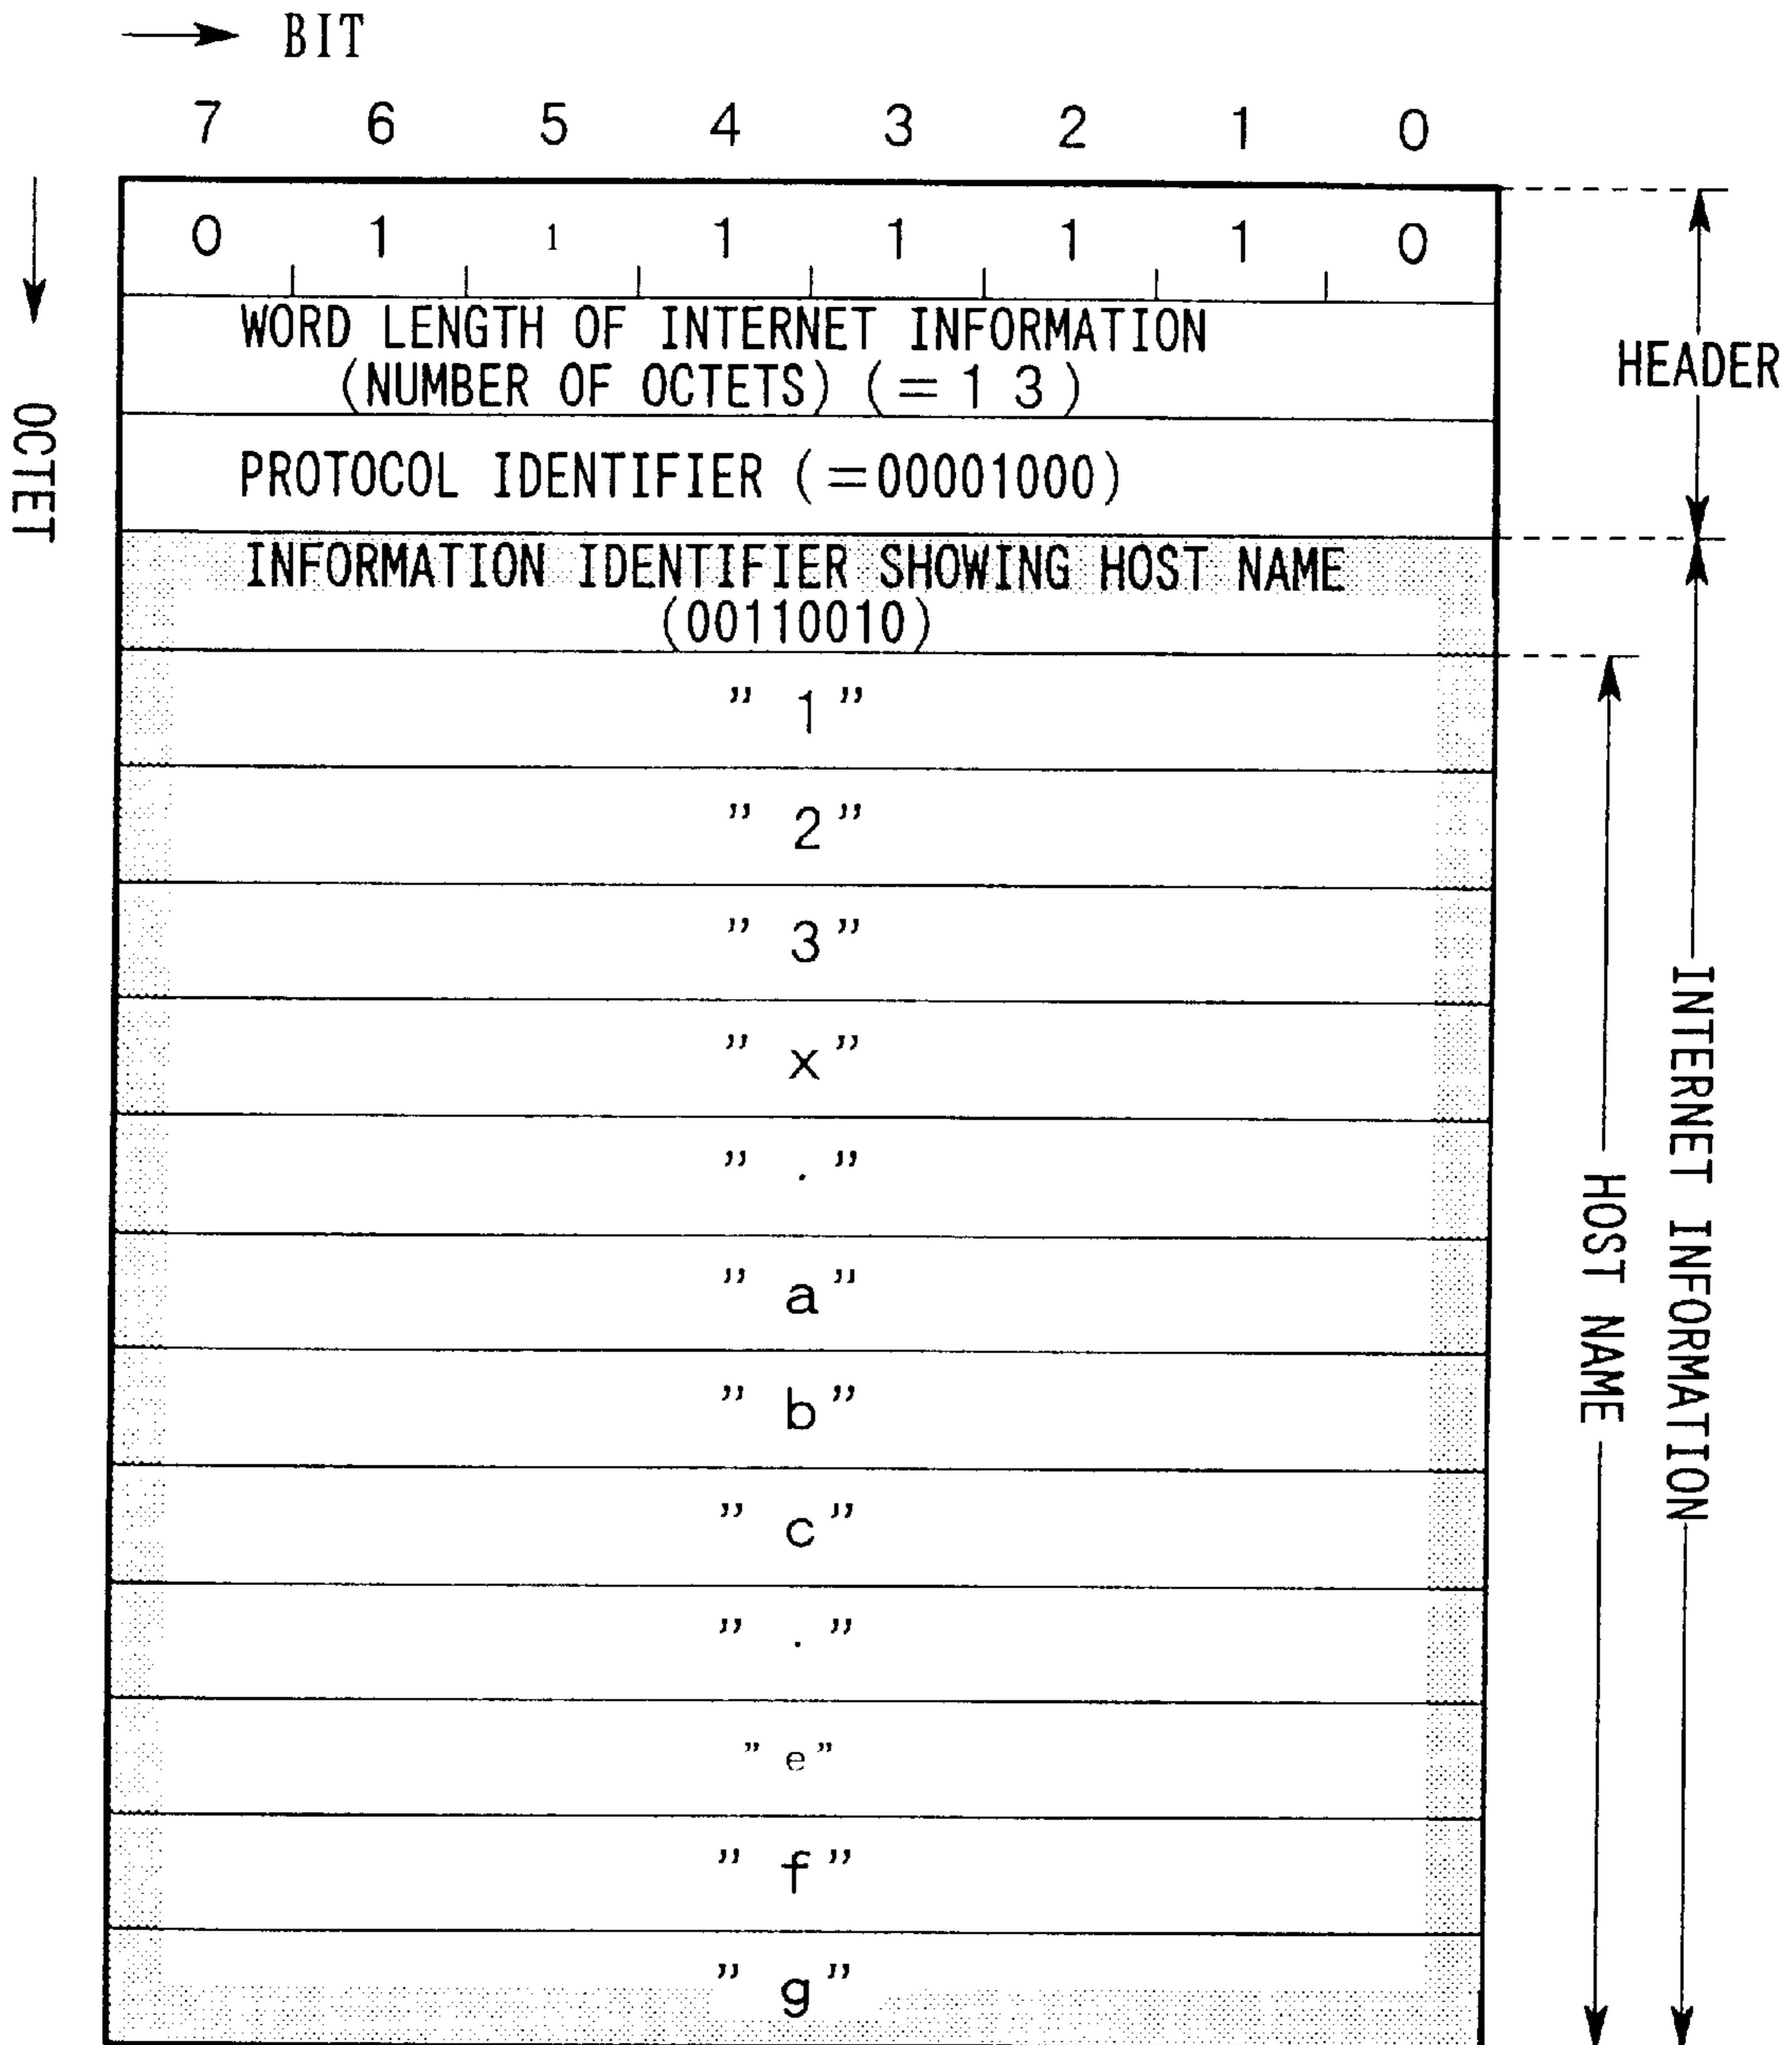 BIT
7 6 5 4 3 2 1 0
OCTET
0 1 1 1 1 1 1 0
WORD LENGTH OF INTERNET INFORMATION
(NUMBER OF OCTETS) (=13)
HEADER
PROTOCOL IDENTIFIER (=00001000)
INFORMATION IDENTIFIER SHOWING HOST NAME
(00110010)
" 1 "
" 2 "
" 3 "
" x "
" . "
" a "
" b "
" c "
" . "
" e "
" f "
" g "
HOST NAME
INTERNET INFORMATION